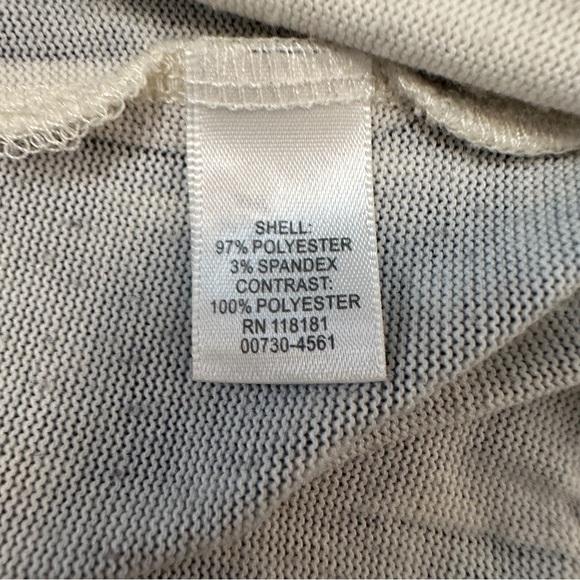 SHELL:
97% POLYESTER
3% SPANDEX
CONTRAST:
100% POLYESTER
RN 118181
00730-4561